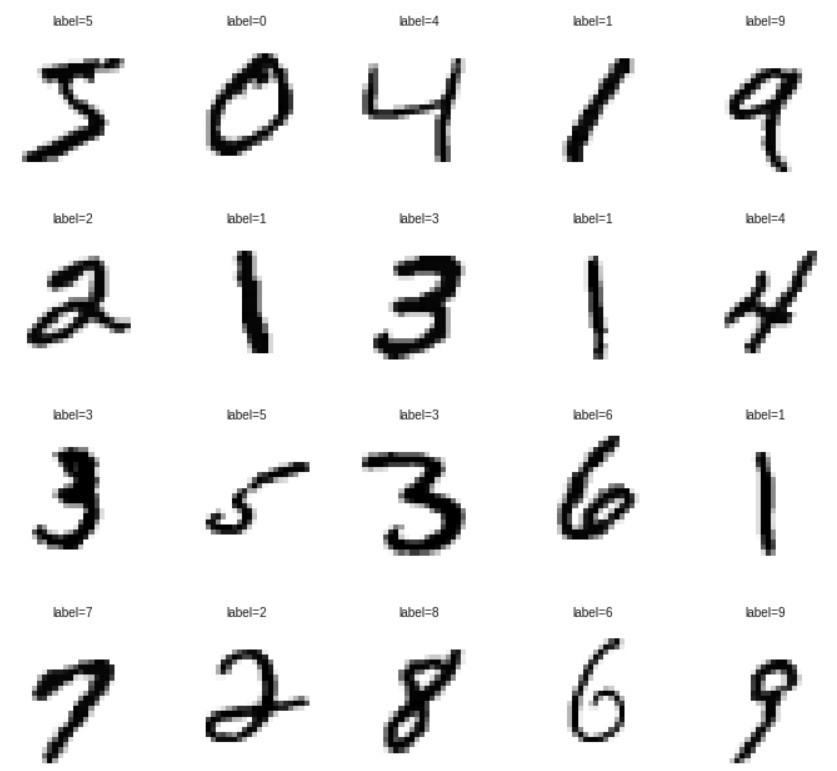 label=5 label=0 label=4 label=1 label=9
5 0 4 1 9
label=2 label=1 label=3 label=1 label=4
2 1 3 1 4
label=3 label=5 label=3 label=6 label=1
3 5 3 6 1
label=7 label=2 label=8 label=6 label=9
7 2 8 6 9